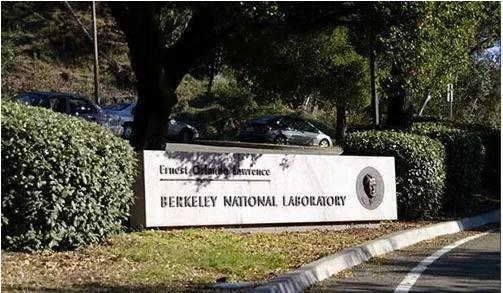 Ernest Orlando Lawrence
BERKELEY NATIONAL LABORATORY